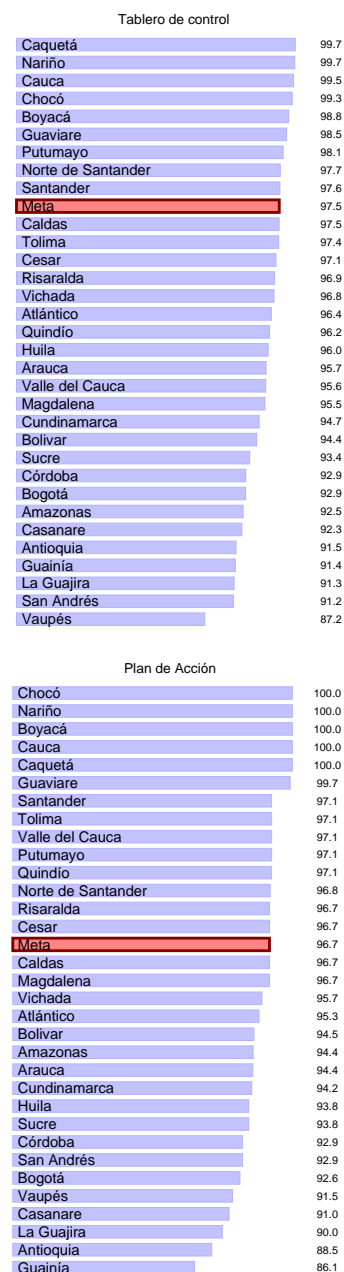 Tablero de control
Caquetá 99.7
Nariño 99.7
Cauca 99.5
Chocó 99.3
Boyacá 98.8
Guaviare 98.5
Putumayo 98.1
Norte de Santander 97.7
Santander 97.6
Meta 97.5
Caldas 97.5
Tolima 97.4
Cesar 97.1
Risaralda 96.9
Vichada 96.8
Atlántico 96.4
Quindío 96.2
Huila 96.0
Arauca 95.7
Valle del Cauca 95.6
Magdalena 95.5
Cundinamarca 94.7
Bolivar 94.4
Sucre 93.4
Córdoba 92.9
Bogotá 92.9
Amazonas 92.5
Casanare 92.3
Antioquia 91.5
Guainía 91.4
La Guajira 91.3
San Andrés 91.2
Vaupés 87.2
Plan de Acción
Chocó 100.0
Nariño 100.0
Boyacá 100.0
Cauca 100.0
Caquetá 100.0
Guaviare 99.7
Santander 97.1
Tolima 97.1
Valle del Cauca 97.1
Putumayo 97.1
Quindío 97.1
Norte de Santander 96.8
Risaralda 96.7
Cesar 96.7
Meta 96.7
Caldas 96.7
Magdalena 96.7
Vichada 95.7
Atlántico 95.3
Bolivar 94.5
Amazonas 94.4
Arauca 94.4
Cundinamarca 94.2
Huila 93.8
Sucre 93.8
Córdoba 92.9
San Andrés 92.9
Bogotá 92.6
Vaupés 91.5
Casanare 91.0
La Guajira 90.0
Antioquia 88.5
Guainía 86.1